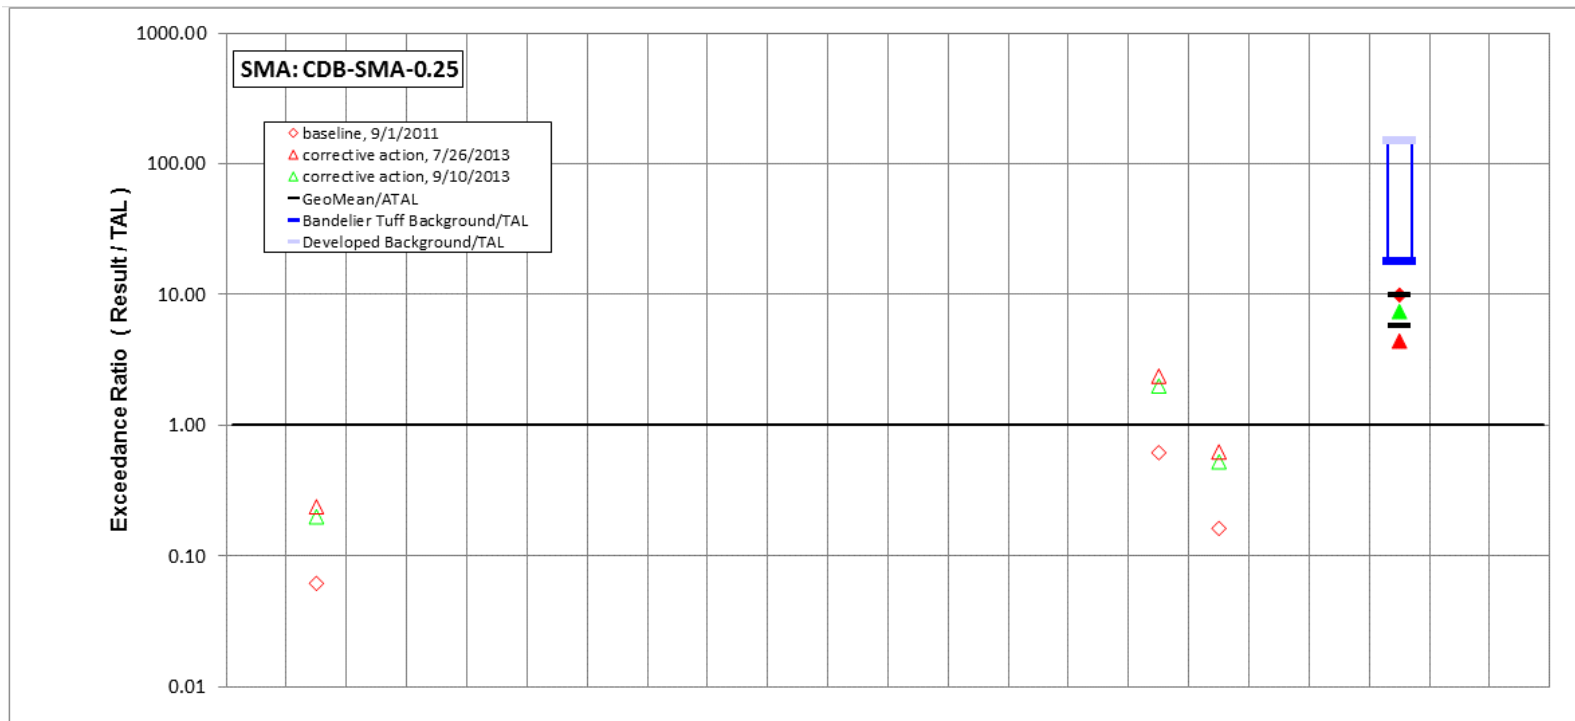 1000.00
SMA: CDB-SMA-0.25
baseline, 9/1/2011
100.00
corrective action, 7/26/2013
corrective action, 9/10/2013
GeoMean/ATAL
Bandelier Tuff Background/TAL
Developed Background/TAL
10.00
1.00
0.10
0.01
Exceedance Ratio ( Result / TAL )